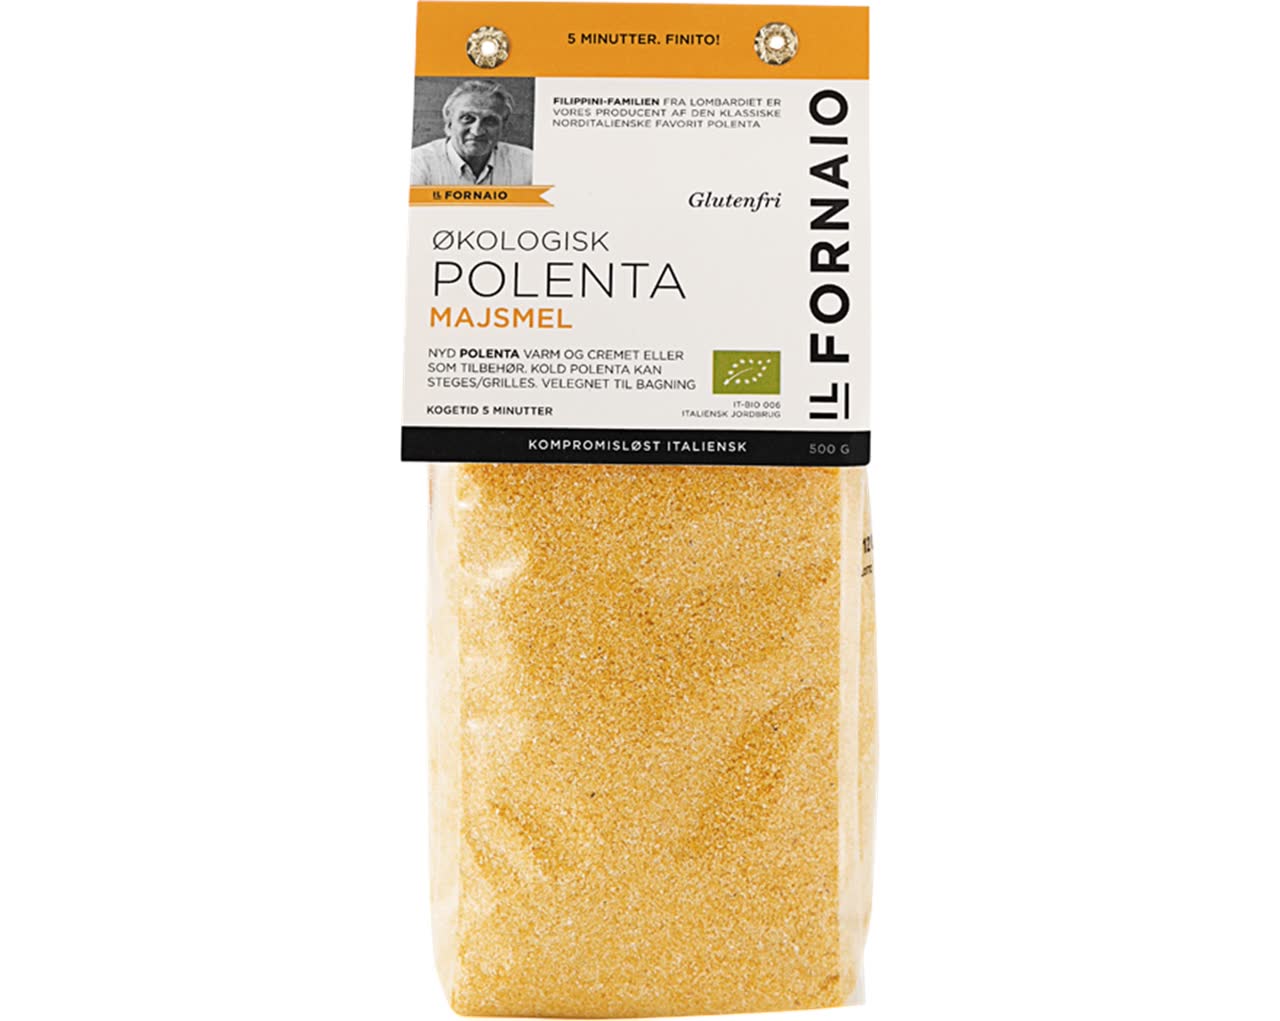 5 MINUTTER. FINITO!
FILIPPINI-FAMILIEN FRA LOMBARDIET ER
VORES PRODUCENT AF DEN KLASSISKE
NORDITALIENSKE FAVORIT POLENTA
IL FORNAIO
Glutenfri
ØKOLOGISK
POLENTA
MAJSMEL
NYD POLENTA VARM OG CREMET ELLER
SOM TILBEHØR. KOLD POLENTA KAN
STEGES/GRILLES. VELEGNET TIL BAGNING
KOGETID 5 MINUTTER
IT-BIO 006
ITALIENSK JORDBRUG
IL FORNAIO
KOMPROMISLØST ITALIENSK
500 G